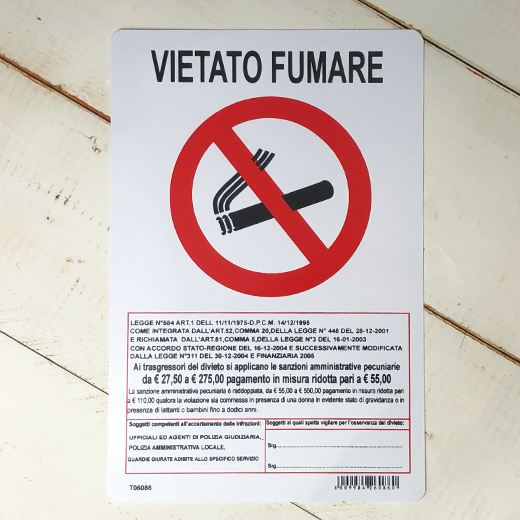 VIETATO FUMARE
LEGGE N°584 ART.1 DELL 11/11/1975-D.P.C.M. 14/12/1995
COME INTEGRATA DALL'ART.52,COMMA 20,DELLA LEGGE N° 448 DEL 28-12-2001
E RICHIAMATA DALL'ART.51,COMMA 5,DELLA LEGGE N°3 DEL 16-01-2003
CON ACCORDO STATO-REGIONE DEL 16-12-2004 E SUCCESSIVAMENTE MODIFICATA
DALLA LEGGE N°311 DEL 30-12-2004 E FINANZIARIA 2005
Ai trasgressori del divieto si applicano le sanzioni amministrative pecuniarie
da € 27,50 a € 275,00 pagamento in misura ridotta pari a € 55,00
La sanzione amministrative pecuniarie è raddoppiata, da € 55,00 a € 550,00 pagamento in misura ridotta pari
a € 110,00 qualora la violazione sia commessa in presenza di una donna in evidente stato di gravidanza o in
presenza di lattanti o bambini fino a dodici anni.
Soggetti competenti all'accertamento delle infrazioni:
UFFICIALI ED AGENTI DI POLIZIA GIUDIZIARIA,
POLIZIA AMMINISTRATIVA LOCALE,
GUARDIE GIURATE ADIBITE ALLO SPECIFICO SERVIZIO
Soggetti ai quali spetta vigilare per l'osservanza del divieto:
Sig.
Sig.
T06086
8009984260860